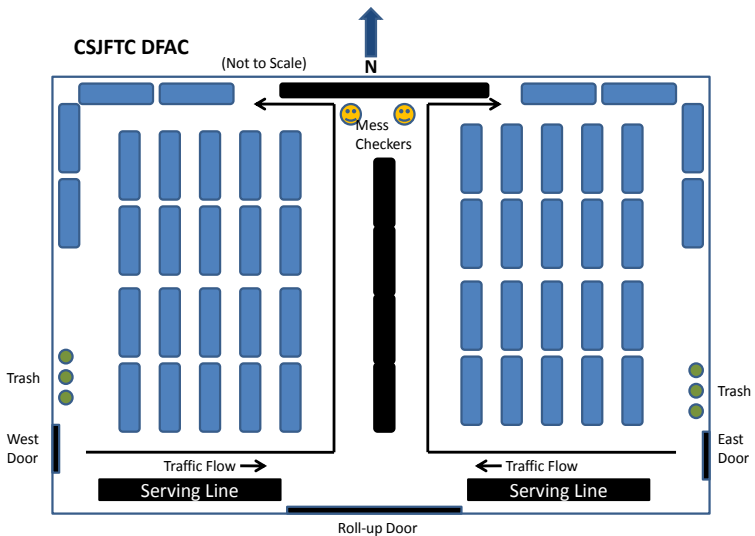 CSJFTC DFAC
(Not to Scale)
N
Mess
Checkers
Trash
Trash
West
Door
East
Door
Traffic Flow
Traffic Flow
Serving Line
Serving Line
Roll-up Door